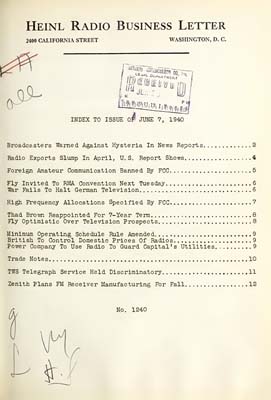 HEINL RADIO BUSINESS LETTER
2400 CALIFORNIA STREET WASHINGTON, D. C.
all
RECEIVED
INDEX TO ISSUE OF JUNE 7, 1940
Broadcasters Warned Against Hysteria In News Reports.............2
Radio Exports Slump In April, U.S. Report Shows..................4
Foreign Amateur Communication Banned By FCC......................5
Fly Invited To RMA Convention Next Tuesday.......................6
War Fails To Halt German Television..............................6
High Frequency Allocations Specified By FCC......................7
Thad Brown Reappointed For 7-Year Term...........................8
Fly Optimistic Over Television Prospects.........................8
Minimum Operating Schedule Rule Amended..........................9
British To Control Domestic Prices Of Radios.....................9
Power Company To Use Radio To Guard Capital's Utilities..........9
Trade Notes.....................................................10
TWS Telegraph Service Held Discriminatory.......................11
Zenith Plans FM Receiver Manufacturing For Fall.................12
No. 1240